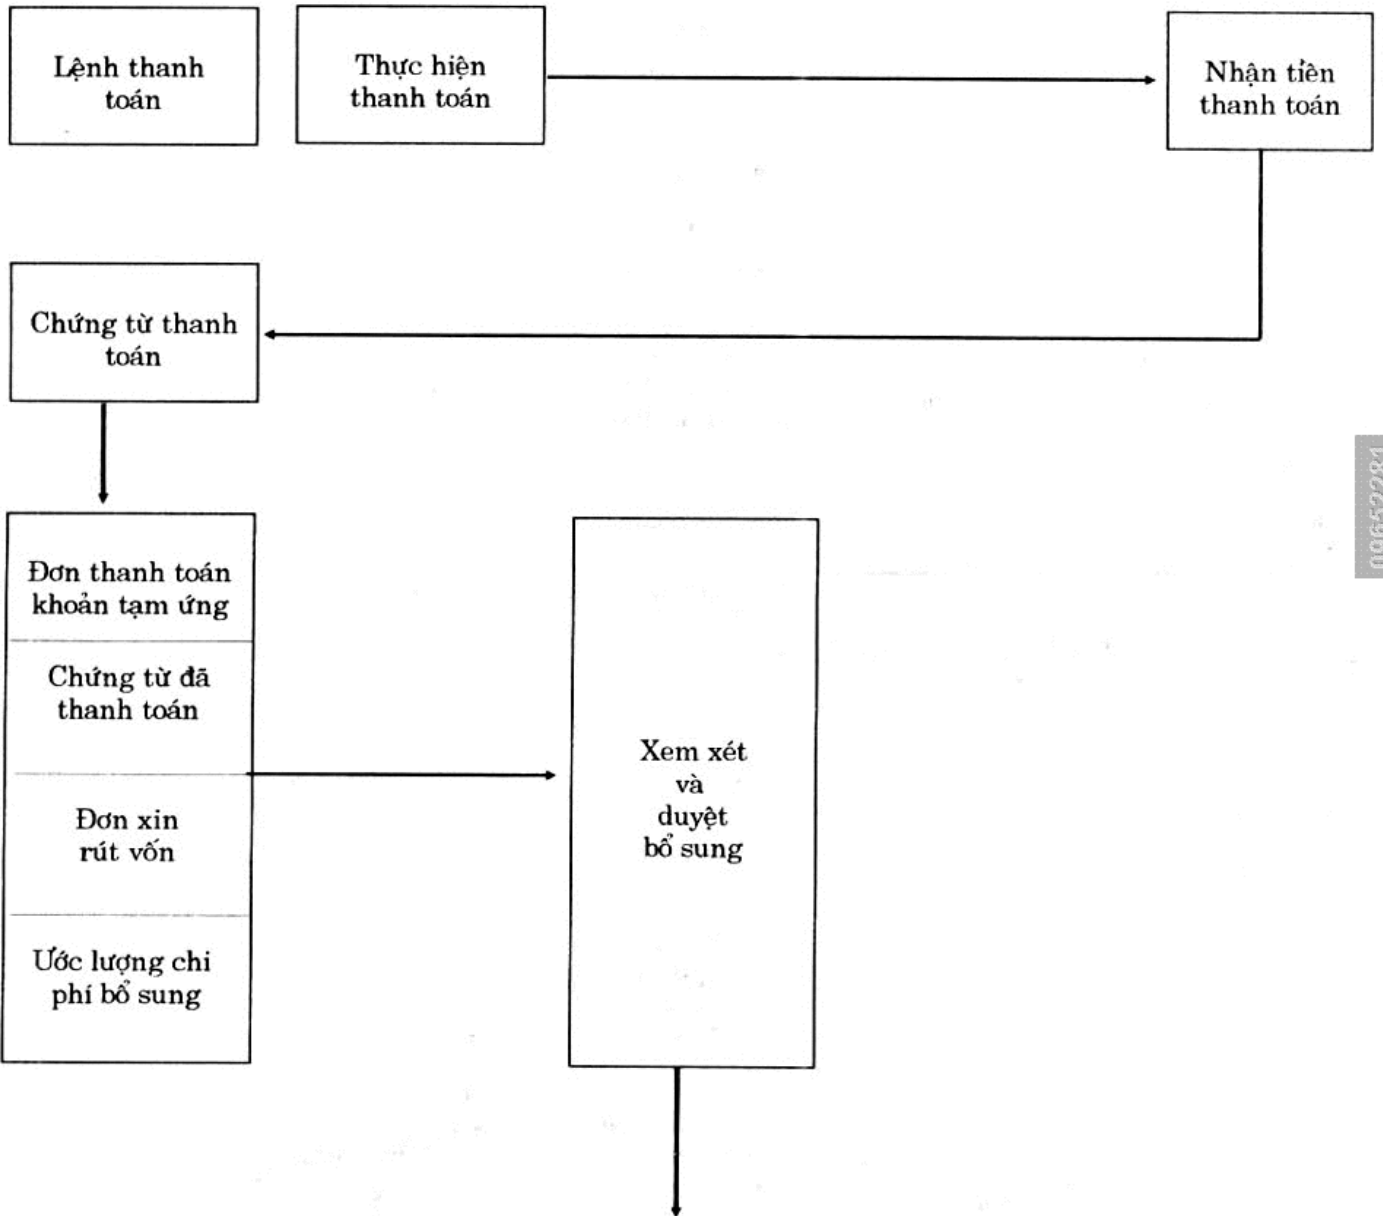 Lệnh thanh
toán
Thực hiện
thanh toán
Nhận tiền
thanh toán
Chứng từ thanh
toán
Đơn thanh toán
khoản tạm ứng
Chứng từ đã
thanh toán
Đơn xin
rút vốn
Ước lượng chi
phí bổ sung
Xem xét
và
duyệt
bổ sung